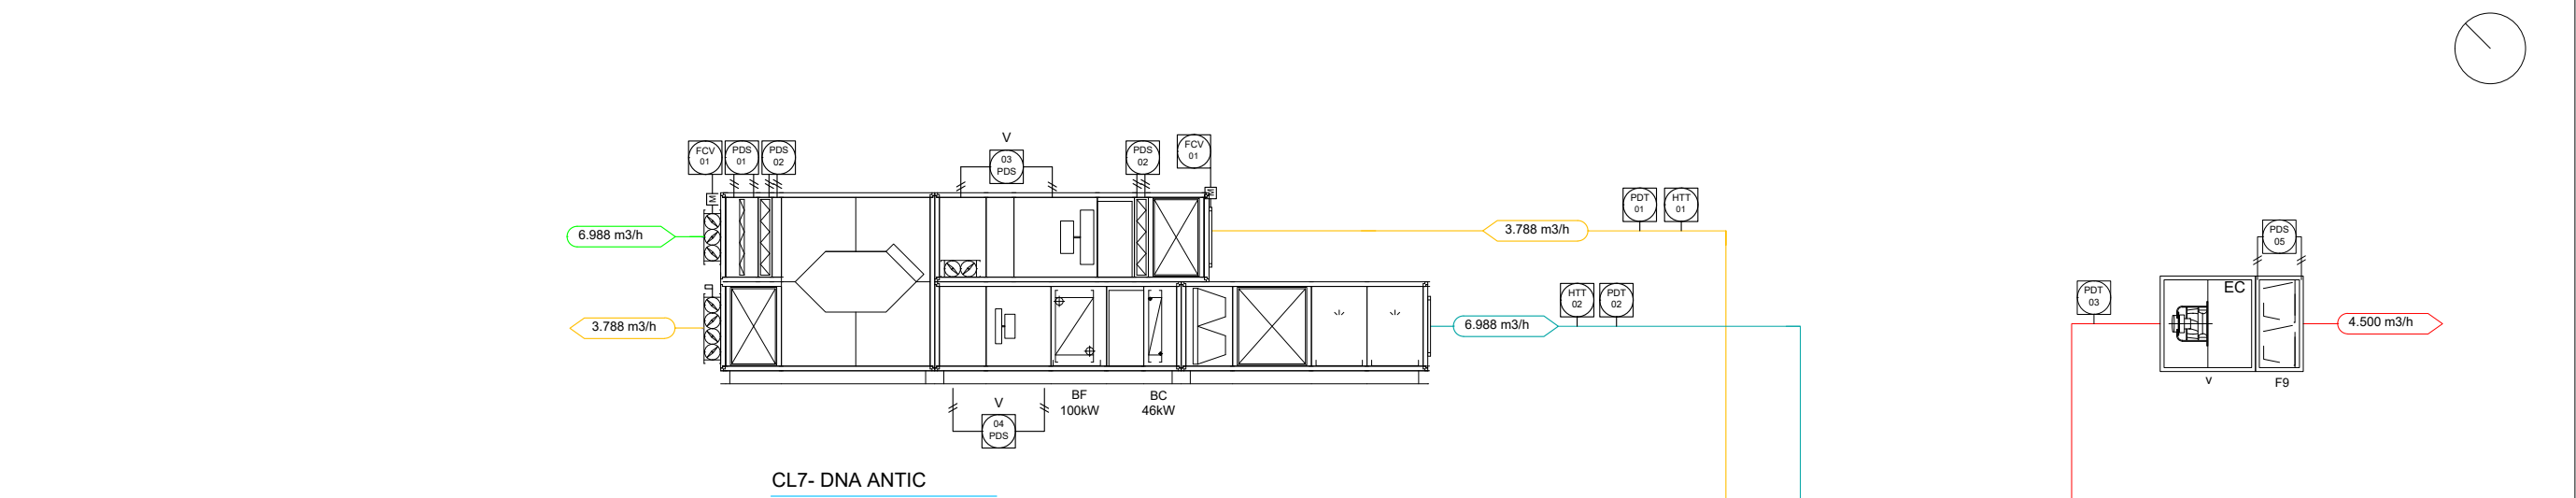 V
FCV
01
PDS
01
PDS
02
03
PDS
PDS
02
FCV
01
M
M
PDT
01
HTT
01
6.988 m3/h
3.788 m3/h
PDS
05
HTT
02
PDT
02
PDT
03
EC
3.788 m3/h
6.988 m3/h
4.500 m3/h
v
F9
V
04
PDS
BF
100kW
BC
46kW
CL7- DNA ANTIC